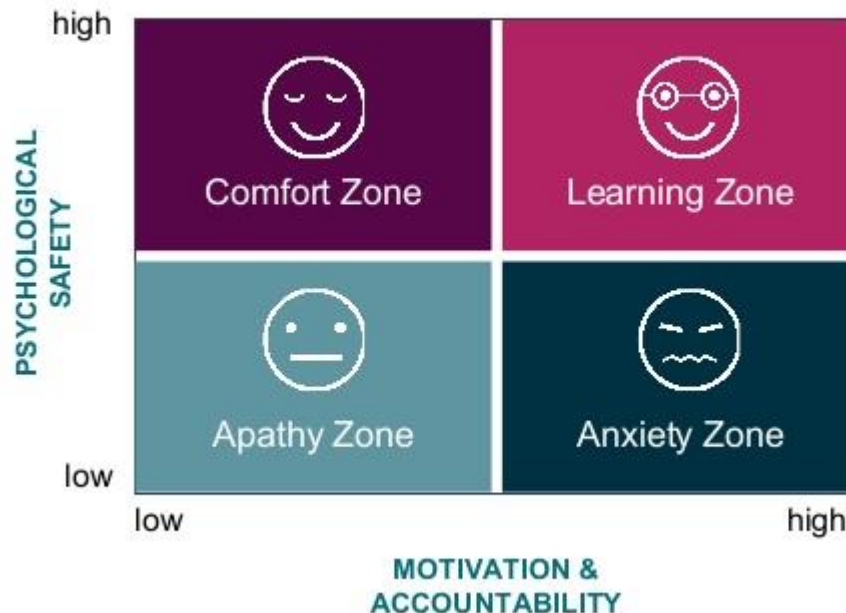 high
Comfort Zone
Learning Zone
PSYCHOLOGICAL
SAFETY
Apathy Zone
Anxiety Zone
low
low
high
MOTIVATION &
ACCOUNTABILITY